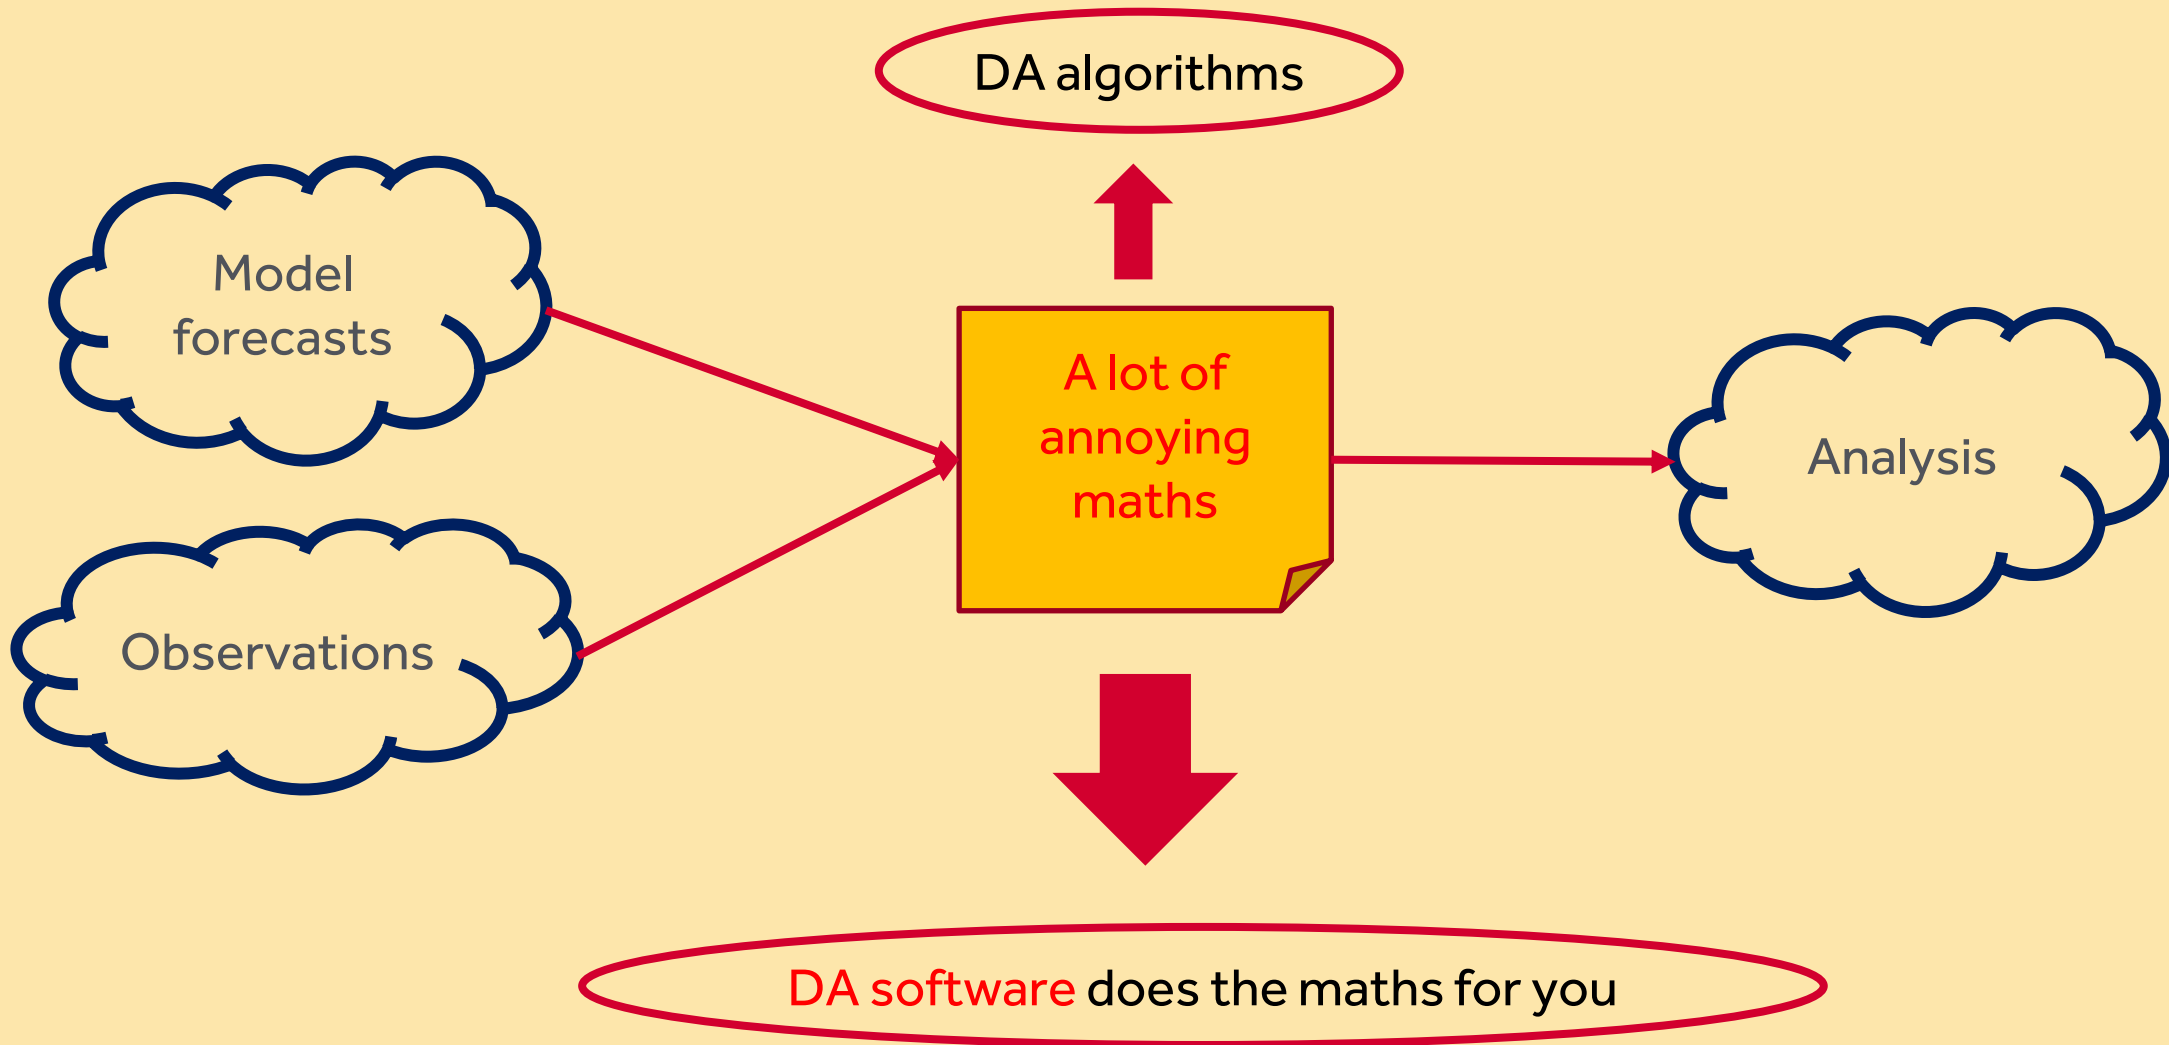 DA algorithms
Model
forecasts
A lot of
annoying
maths
Analysis
Observations
DA software does the maths for you